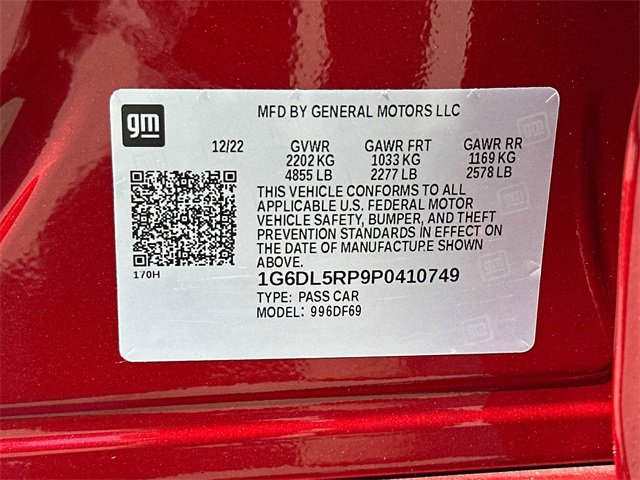 gm
MFD BY GENERAL MOTORS LLC
12/22 GVWR GAWR FRT GAWR RR
2202 KG 1033 KG 1169 KG
4855 LB 2277 LB 2578 LB
THIS VEHICLE CONFORMS TO ALL
APPLICABLE U.S. FEDERAL MOTOR
VEHICLE SAFETY, BUMPER, AND THEFT
PREVENTION STANDARDS IN EFFECT ON
THE DATE OF MANUFACTURE SHOWN
ABOVE.
170H
1G6DL5RP9P0410749
TYPE: PASS CAR
MODEL: 996DF69